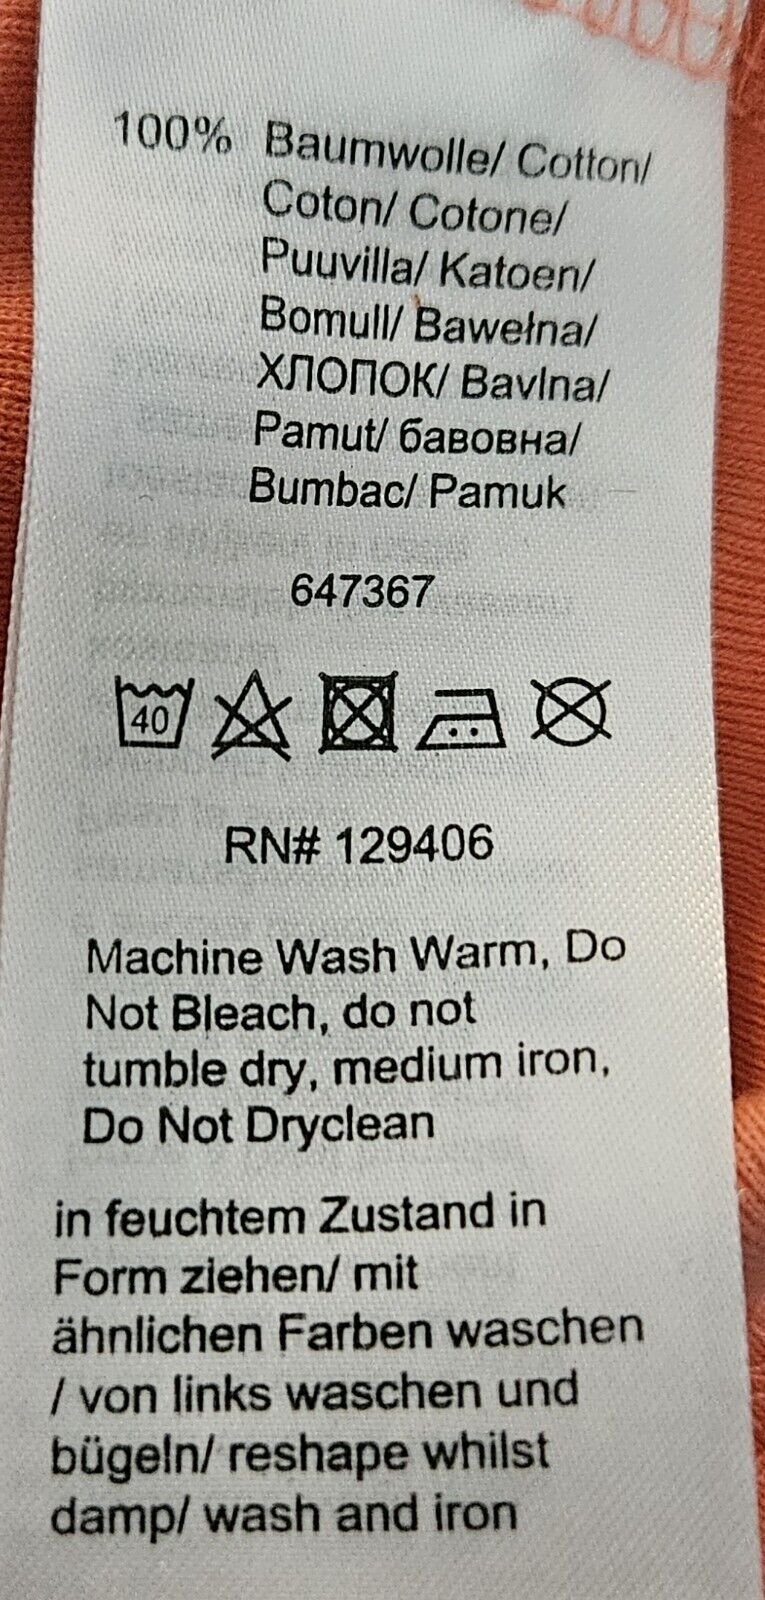 100% Baumwolle/ Cotton/
Coton/ Cotone/
Puuvilla/ Katoen/
Bomull/ Bawełna/
ХЛОПОК/ Bavlna/
Pamut/ бавовна/
Bumbac/ Pamuk
647367
40
RN# 129406
Machine Wash Warm, Do
Not Bleach, do not
tumble dry, medium iron,
Do Not Dryclean
in feuchtem Zustand in
Form ziehen/ mit
ähnlichen Farben waschen
/ von links waschen und
bügeln/ reshape whilst
damp/ wash and iron